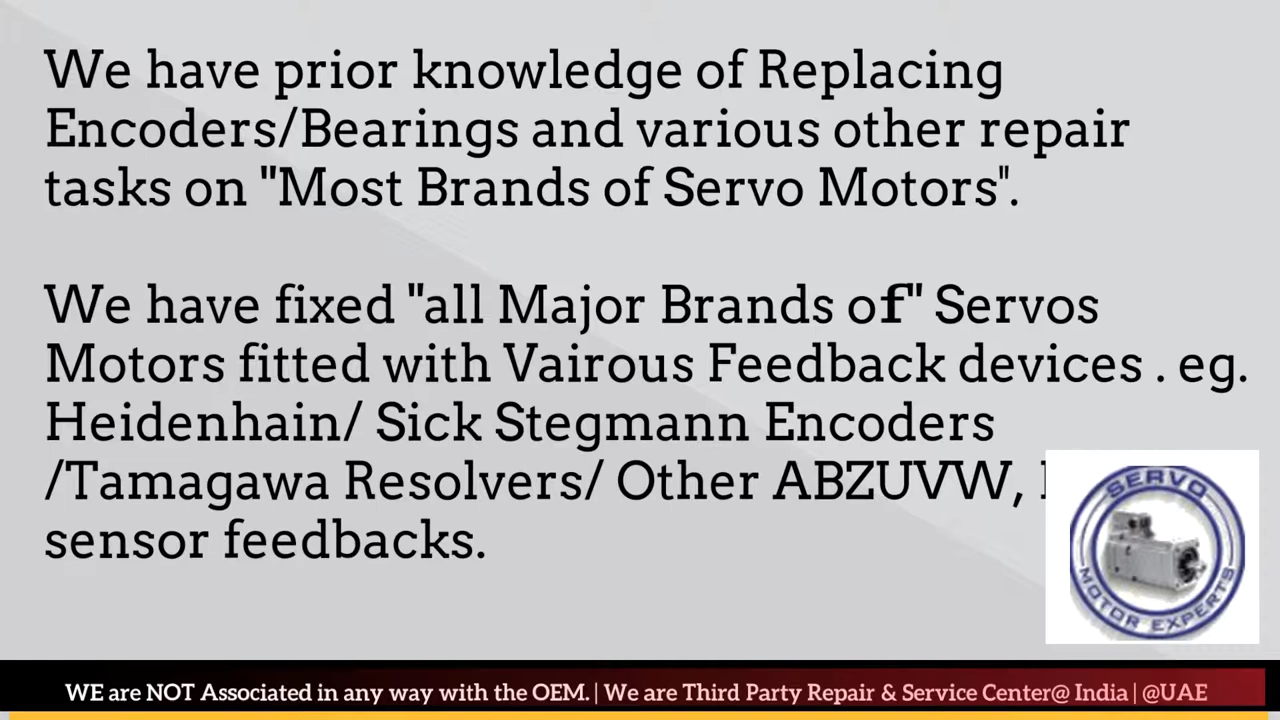 We have prior knowledge of Replacing
Encoders/Bearings and various other repair
tasks on "Most Brands of Servo Motors".
We have fixed "all Major Brands of" Servos
Motors fitted with Vairous Feedback devices . eg.
Heidenhain/ Sick Stegmann Encoders
/Tamagawa Resolvers/ Other ABZUVW,
sensor feedbacks.
SERVO
MOTOR EXPERTS
WE are NOT Associated in any way with the OEM. | We are Third Party Repair & Service Center@ India | @UAE